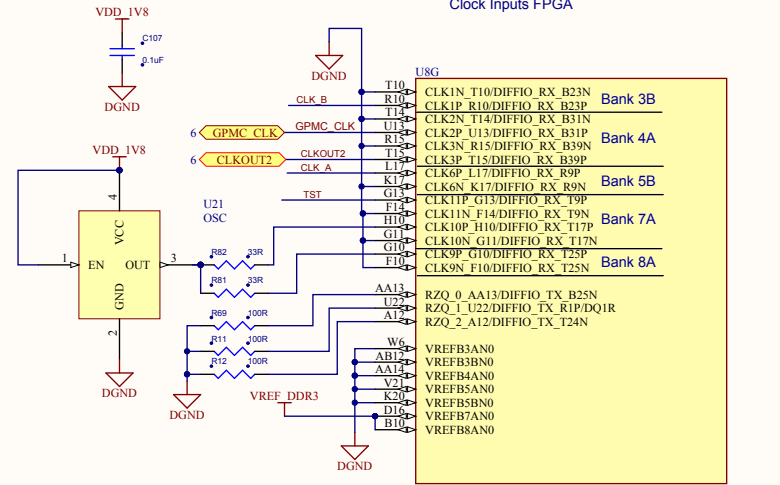 Clock Inputs FPGA
VDD_1V8
C107
0.1uF
DGND
DGND
U8G
T10 CLK1N_T10/DIFFIO_RX_B23N
CLK_B R10 CLK1P_R10/DIFFIO_RX_B23P Bank 3B
T14 CLK2N_T14/DIFFIO_RX_B31N
6 GPMC_CLK GPMC_CLK U13 CLK2P_U13/DIFFIO_RX_B31P Bank 4A
R15 CLK3N_R15/DIFFIO_RX_B39N
6 CLKOUT2 CLKOUT2 T15 CLK3P_T15/DIFFIO_RX_B39P
CLK_A L17 CLK6P_L17/DIFFIO_RX_R9P Bank 5B
K17 CLK6N_K17/DIFFIO_RX_R9N
TST G13 CLK11P_G13/DIFFIO_RX_T9P
F14 CLK11N_F14/DIFFIO_RX_T9N Bank 7A
H10 CLK10P_H10/DIFFIO_RX_T17P
G11 CLK10N_G11/DIFFIO_RX_T17N
G10 CLK9P_G10/DIFFIO_RX_T25P Bank 8A
F10 CLK9N_F10/DIFFIO_RX_T25N
VDD_1V8
U21
OSC
4
VCC
1 EN OUT 3
GND
2
DGND
R82 33R
R81 33R
R69 100R
R11 100R
R12 100R
DGND
AA13 RZQ_0_AA13/DIFFIO_TX_B25N
U22 RZQ_1_U22/DIFFIO_TX_R1P/DQ1R
A12 RZQ_2_A12/DIFFIO_TX_T24N
W6 VREFB3AN0
AB12 VREFB3BN0
AA14 VREFB4AN0
V21 VREFB5AN0
K20 VREFB5BN0
VREF_DDR3 D16 VREFB7AN0
B10 VREFB8AN0
DGND